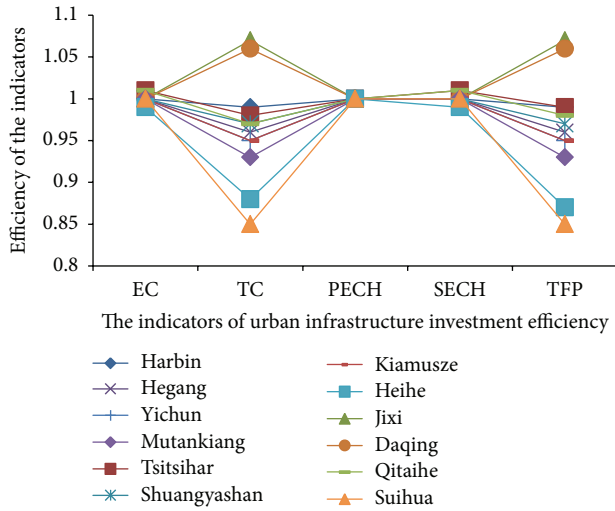 Efficiency of the indicators
1.1
1.05
1
0.95
0.9
0.85
0.8
EC TC PECH SECH TFP
The indicators of urban infrastructure investment efficiency
Harbin
Hegang
Yichun
Mutankiang
Tsitsihar
Shuangyashan
Kiamusze
Heihe
Jixi
Daqing
Qitaihe
Suihua